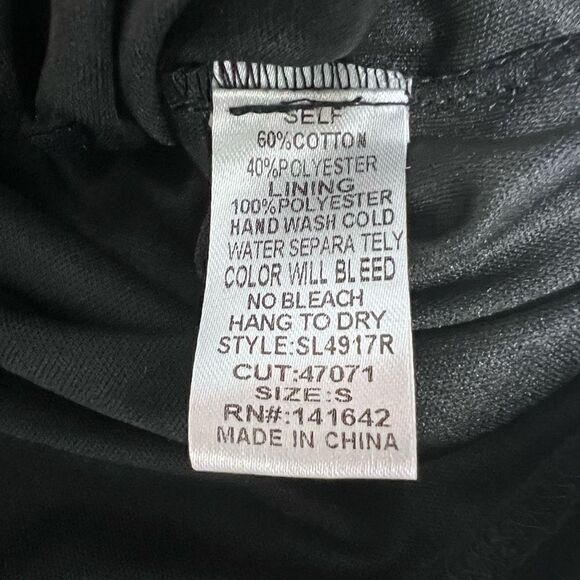 SELF
60%COTTON
40%POLYESTER
LINING
100%POLYESTER
HAND WASH COLD
WATER SEPARA TELY
COLOR WILL BLEED
NO BLEACH
HANG TO DRY
STYLE:SL4917R
CUT:47071
SIZE:S
RN#:141642
MADE IN CHINA